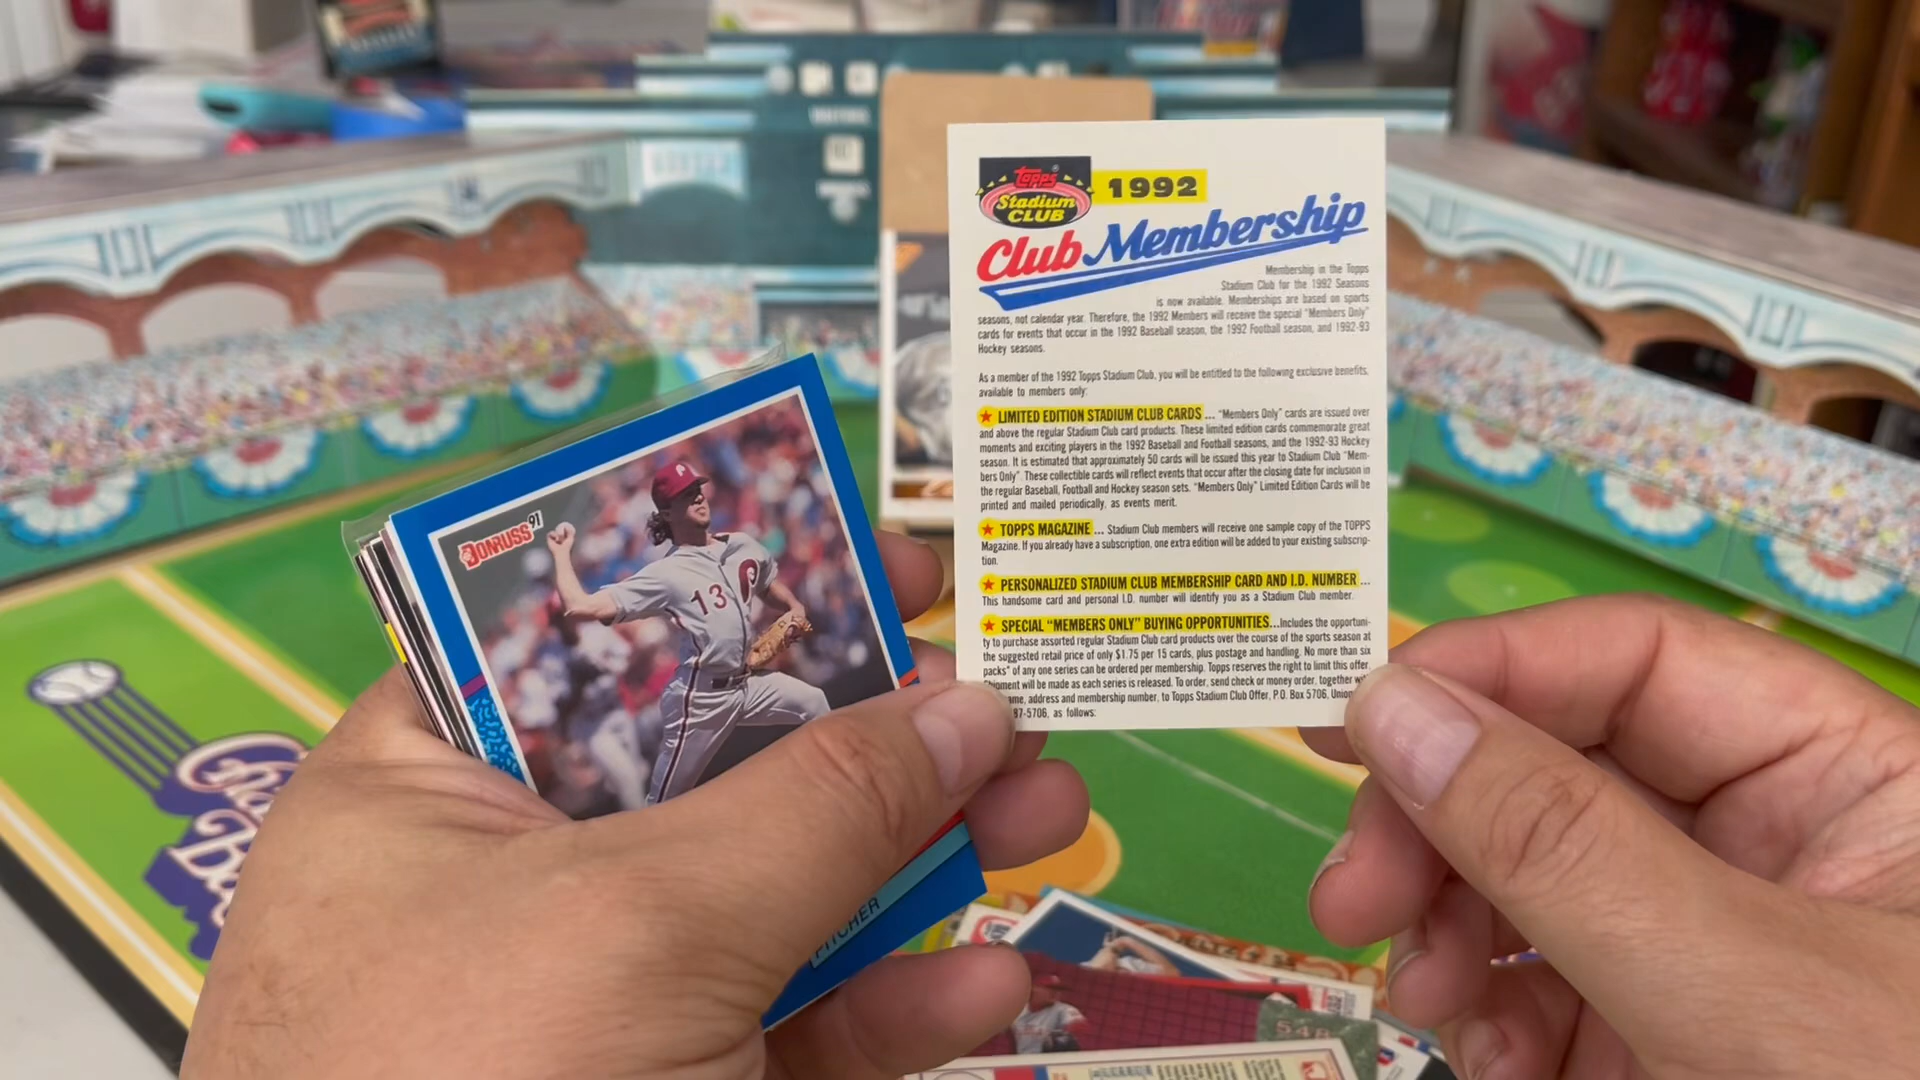 Topps®
Stadium
CLUB
1992
Club Membership
Membership in the Topps
Stadium Club for the 1992 Seasons
is now available. Memberships are based on sports
seasons, not calendar year. Therefore, the 1992 Members will receive the special "Members Only"
cards for events that occur in the 1992 Baseball season, the 1992 Football season, and 1992-93
Hockey seasons.
As a member of the 1992 Topps Stadium Club, you will be entitled to the following exclusive benefits,
available to members only:
LIMITED EDITION STADIUM CLUB CARDS ... "Members Only" cards are issued over
and above the regular Stadium Club card products. These limited edition cards commemorate great
moments and exciting players in the 1992 Baseball and Football seasons, and the 1992-93 Hockey
season. It is estimated that approximately 50 cards will be issued this year to Stadium Club "Mem-
bers Only". These collectible cards will reflect events that occur after the closing date for inclusion in
the regular Baseball, Football and Hockey season sets. "Members Only" Limited Edition Cards will be
printed and mailed periodically, as events merit.
TOPPS MAGAZINE ... Stadium Club members will receive one sample copy of the TOPPS
Magazine. If you already have a subscription, one extra edition will be added to your existing subscrip-
tion.
PERSONALIZED STADIUM CLUB MEMBERSHIP CARD AND I.D. NUMBER ...
This handsome card and personal I.D. number will identify you as a Stadium Club member.
SPECIAL "MEMBERS ONLY" BUYING OPPORTUNITIES...Includes the opportuni-
ty to purchase assorted regular Stadium Club card products over the course of the sports season at
the suggested retail price of only $1.75 per 15 cards, plus postage and handling. No more than six
packs* of any one series can be ordered per membership. Topps reserves the right to limit this offer.
will be made as each series is released. To order, send check or money order, together
address and membership number, to Topps Stadium Club Offer, P.O. Box 5706, Union
97-5706, as follows:
DONRUSS '91
P
13
P
PITCHER
548